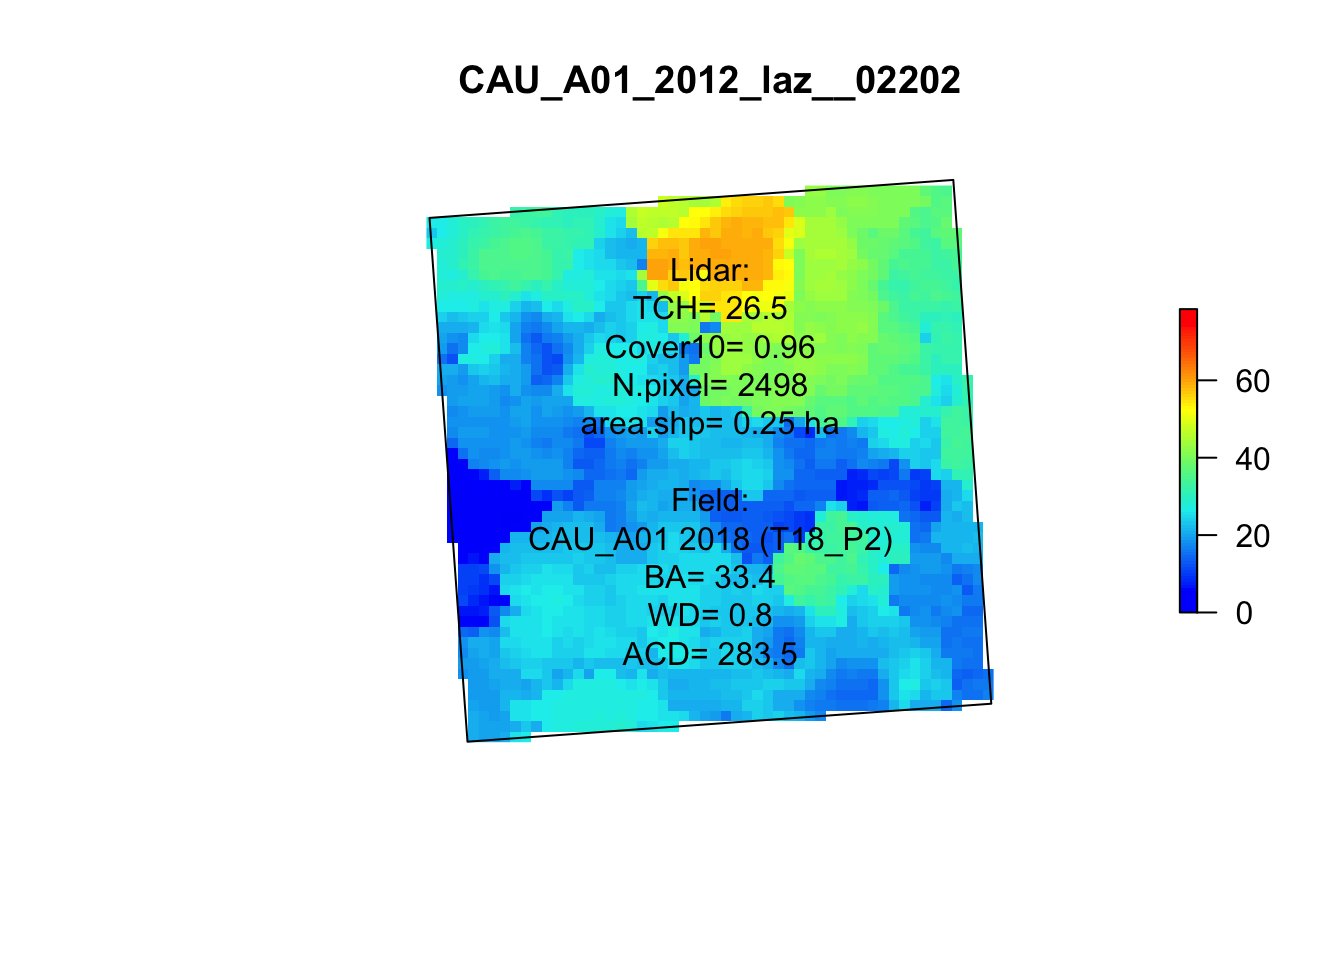 CAU_A01_2012_laz__02202
Lidar:
TCH= 26.5
Cover10= 0.96
N.pixel= 2498
area.shp= 0.25 ha
Field:
CAU_A01 2018 (T18_P2)
BA= 33.4
WD= 0.8
ACD= 283.5
60
40
20
0